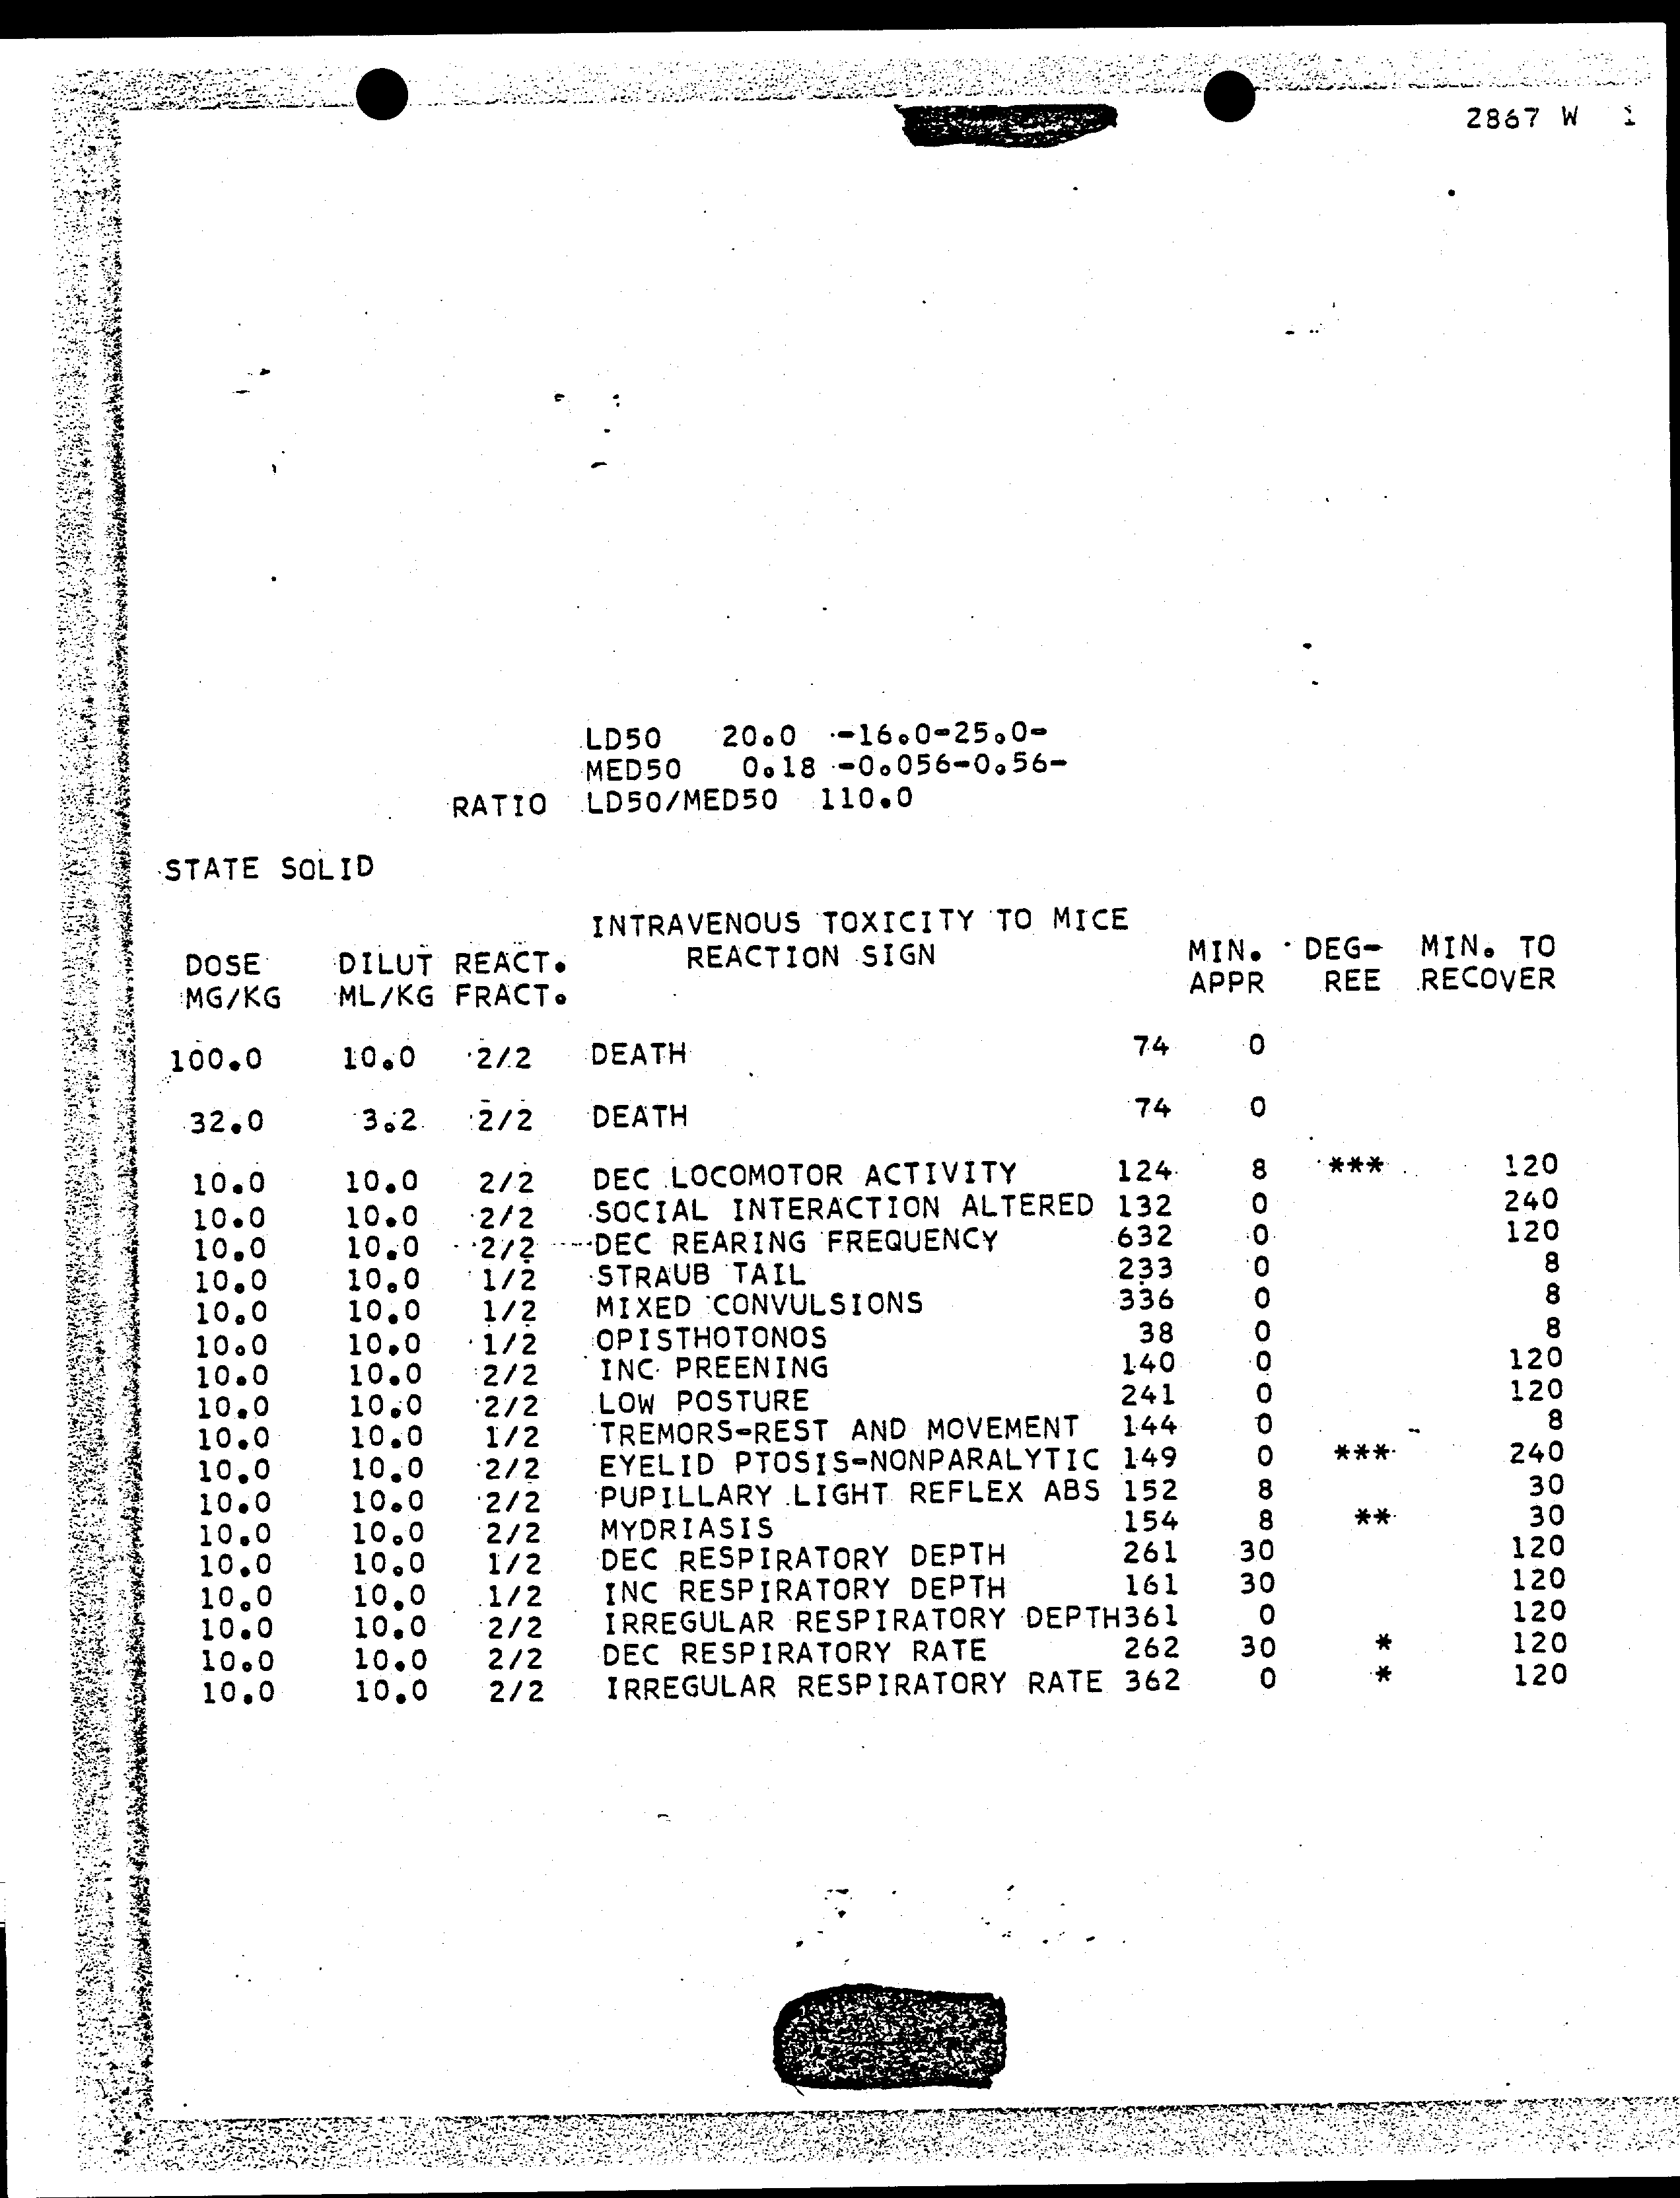 2867 W 1
LD50 20.0 -16.0-25.0-
MED50 0.18 -0.056-0.56-
RATIO LD50/MED50 110.0
STATE SOLID
INTRAVENOUS TOXICITY TO MICE
DOSE DILUT REACT. REACTION SIGN MIN. DEG- MIN. TO
MG/KG ML/KG FRACT. APPR REE RECOVER
100.0 10.0 2/2 DEATH 74 0
32.0 3.2 2/2 DEATH 74 0
10.0 10.0 2/2 DEC LOCOMOTOR ACTIVITY 124 8 *** 120
10.0 10.0 2/2 SOCIAL INTERACTION ALTERED 132 0 240
10.0 10.0 2/2 DEC REARING FREQUENCY 632 0 120
10.0 10.0 1/2 STRAUB TAIL 233 0 8
10.0 10.0 1/2 MIXED CONVULSIONS 336 0 8
10.0 10.0 1/2 OPISTHOTONOS 38 0 8
10.0 10.0 2/2 INC PREENING 140 0 120
10.0 10.0 2/2 LOW POSTURE 241 0 120
10.0 10.0 1/2 TREMORS-REST AND MOVEMENT 144 0 8
10.0 10.0 2/2 EYELID PTOSIS-NONPARALYTIC 149 0 *** 240
10.0 10.0 2/2 PUPILLARY LIGHT REFLEX ABS 152 8 30
10.0 10.0 2/2 MYDRIASIS 154 8 ** 30
10.0 10.0 1/2 DEC RESPIRATORY DEPTH 261 30 120
10.0 10.0 1/2 INC RESPIRATORY DEPTH 161 30 120
10.0 10.0 2/2 IRREGULAR RESPIRATORY DEPTH361 0 120
10.0 10.0 2/2 DEC RESPIRATORY RATE 262 30 * 120
10.0 10.0 2/2 IRREGULAR RESPIRATORY RATE 362 0 * 120